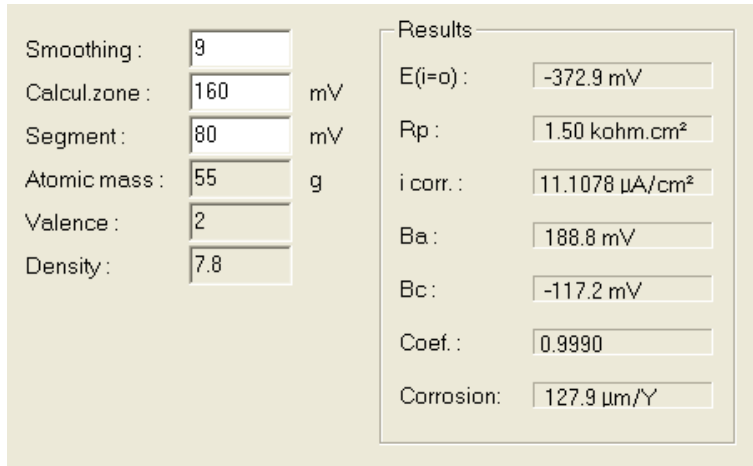 Smoothing : 9
Calcul.zone : 160 mV
Segment : 80 mV
Atomic mass : 55 g
Valence : 2
Density : 7.8
Results
E(i=o) : -372.9 mV
Rp : 1.50 kohm.cm²
i corr. : 11.1078 µA/cm²
Ba : 188.8 mV
Bc : -117.2 mV
Coef. : 0.9990
Corrosion: 127.9 µm/Y